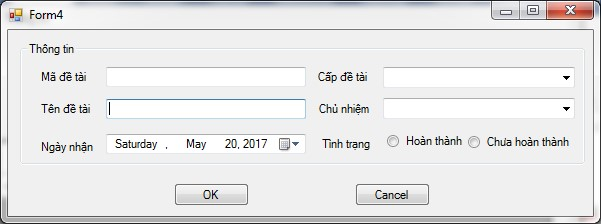 Form4
Thông tin
Mã đề tài
Cấp đề tài
Tên đề tài
Chủ nhiệm
Ngày nhận Saturday , May 20, 2017
Tình trạng Hoàn thành Chưa hoàn thành
OK Cancel